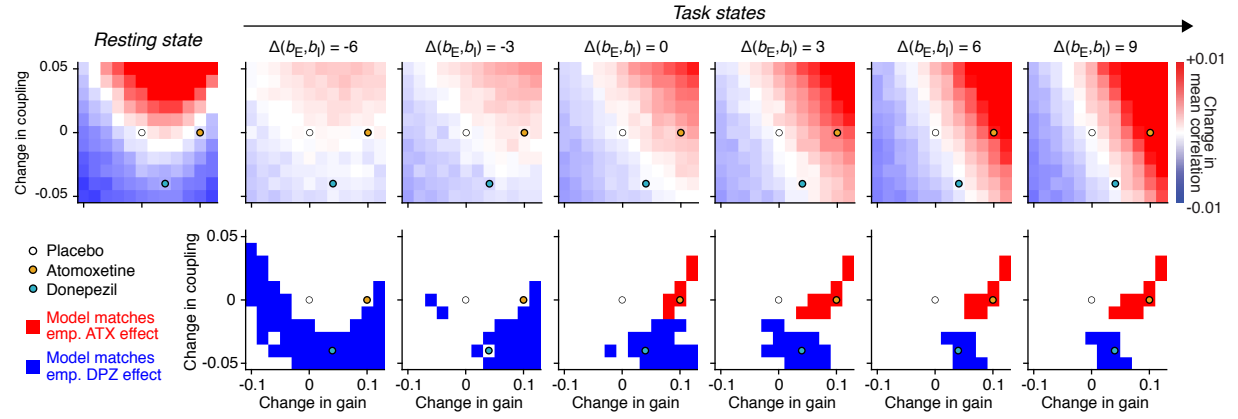 Task states
Resting state
Δ(bE,bI) = -6
Δ(bE,bI) = -3
Δ(bE,bI) = 0
Δ(bE,bI) = 3
Δ(bE,bI) = 6
Δ(bE,bI) = 9
Change in coupling
0.05
0
-0.05
+0.01
Change in
mean correlation
-0.01
Placebo
Atomoxetine
Donepezil
Model matches
emp. ATX effect
Model matches
emp. DPZ effect
Change in coupling
0.05
0
-0.05
-0.1 0 0.1
-0.1 0 0.1
-0.1 0 0.1
-0.1 0 0.1
-0.1 0 0.1
-0.1 0 0.1
Change in gain
Change in gain
Change in gain
Change in gain
Change in gain
Change in gain